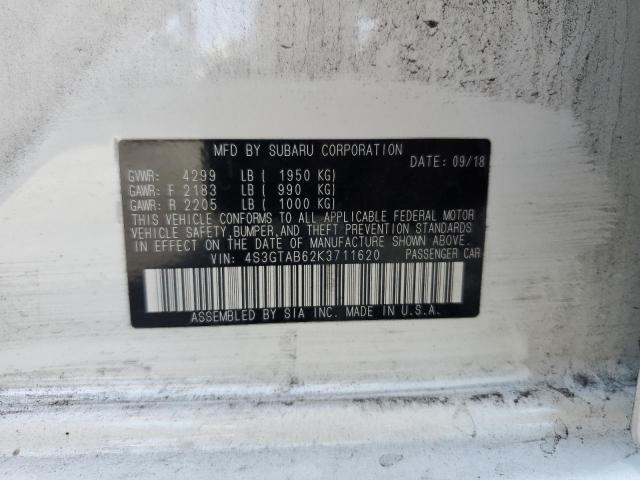 MFD BY SUBARU CORPORATION
DATE: 09/18
GVWR: 4299 LB ( 1950 KG)
GAWR: F 2183 LB ( 990 KG)
GAWR: R 2205 LB ( 1000 KG)
THIS VEHICLE CONFORMS TO ALL APPLICABLE FEDERAL MOTOR
VEHICLE SAFETY, BUMPER, AND THEFT PREVENTION STANDARDS
IN EFFECT ON THE DATE OF MANUFACTURE SHOWN ABOVE.
VIN: 4S3GTAB62K3711620 PASSENGER CAR
ASSEMBLED BY SIA INC. MADE IN U.S.A.